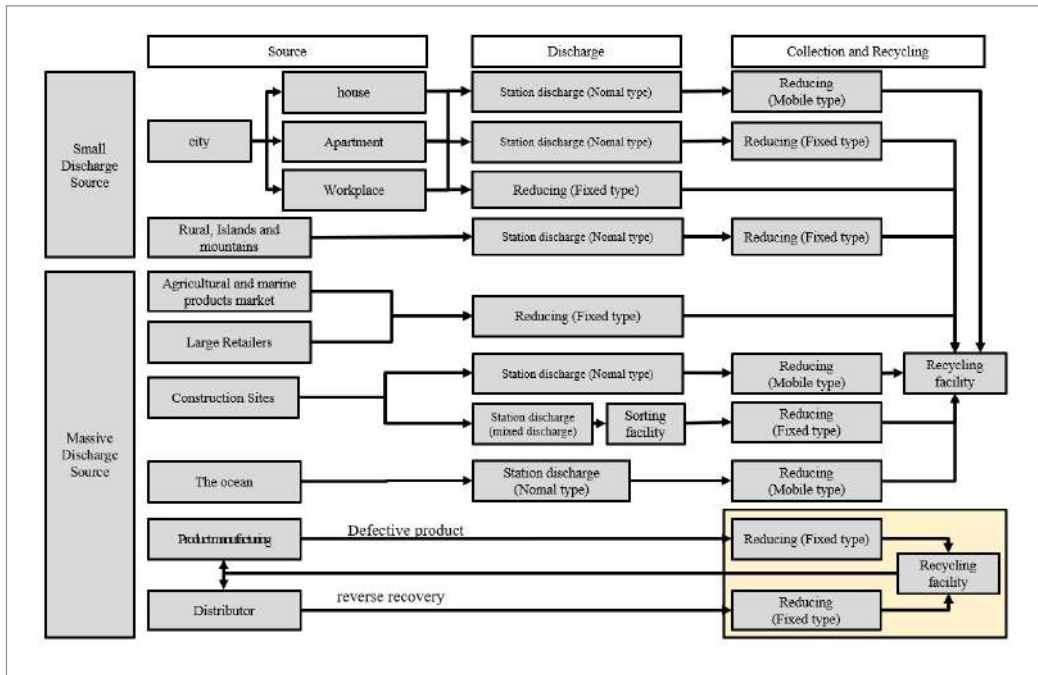 Source
Discharge
Collection and Recycling
Small
Discharge
Source
city
house
Apartment
Workplace
Station discharge (Nomal type)
Reducing
(Mobile type)
Station discharge (Nomal type)
Reducing (Fixed type)
Reducing (Fixed type)
Rural, Islands and
mountains
Station discharge (Nomal type)
Reducing (Fixed type)
Massive
Discharge
Source
Agricultural and marine
products market
Large Retailers
Reducing (Fixed type)
Construction Sites
Station discharge (Nomal type)
Reducing
(Mobile type)
Recycling
facility
Station discharge
(mixed discharge)
Sorting
facility
Reducing
(Fixed type)
The ocean
Station discharge
(Nomal type)
Reducing
(Mobile type)
Product manufacturing
Defective product
Reducing (Fixed type)
Recycling
facility
Distributor
reverse recovery
Reducing
(Fixed type)